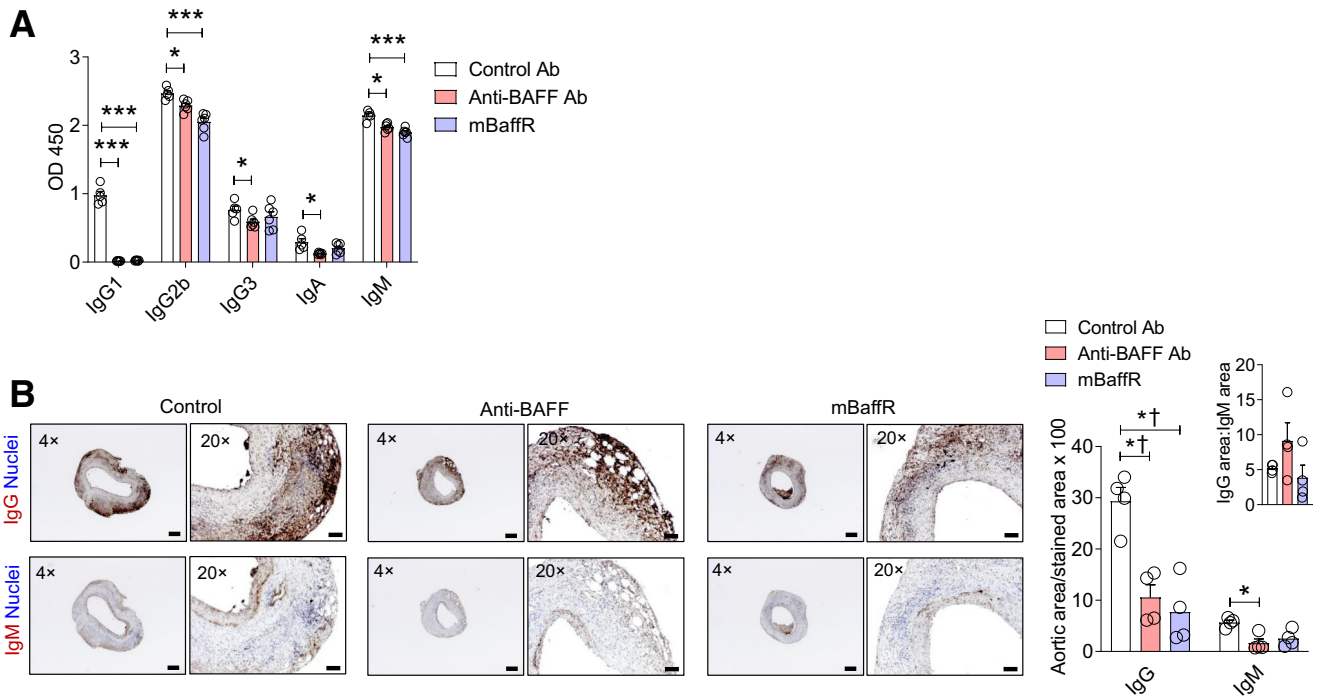 A
***
*
***
***
*
*
***
*
3
2
1
0
OD 450
IgG1
IgG2b
IgG3
IgA
IgM
Control Ab
Anti-BAFF Ab
mBaffR
B
Control
Anti-BAFF
mBaffR
IgG Nuclei
4×
20×
4×
20×
4×
20×
IgM Nuclei
4×
20×
4×
20×
4×
20×
Control Ab
Anti-BAFF Ab
mBaffR
Aortic area/stained area x 100
40
30
20
10
0
*†
*†
*
IgG
IgM
IgG area:IgM area
20
15
10
5
0